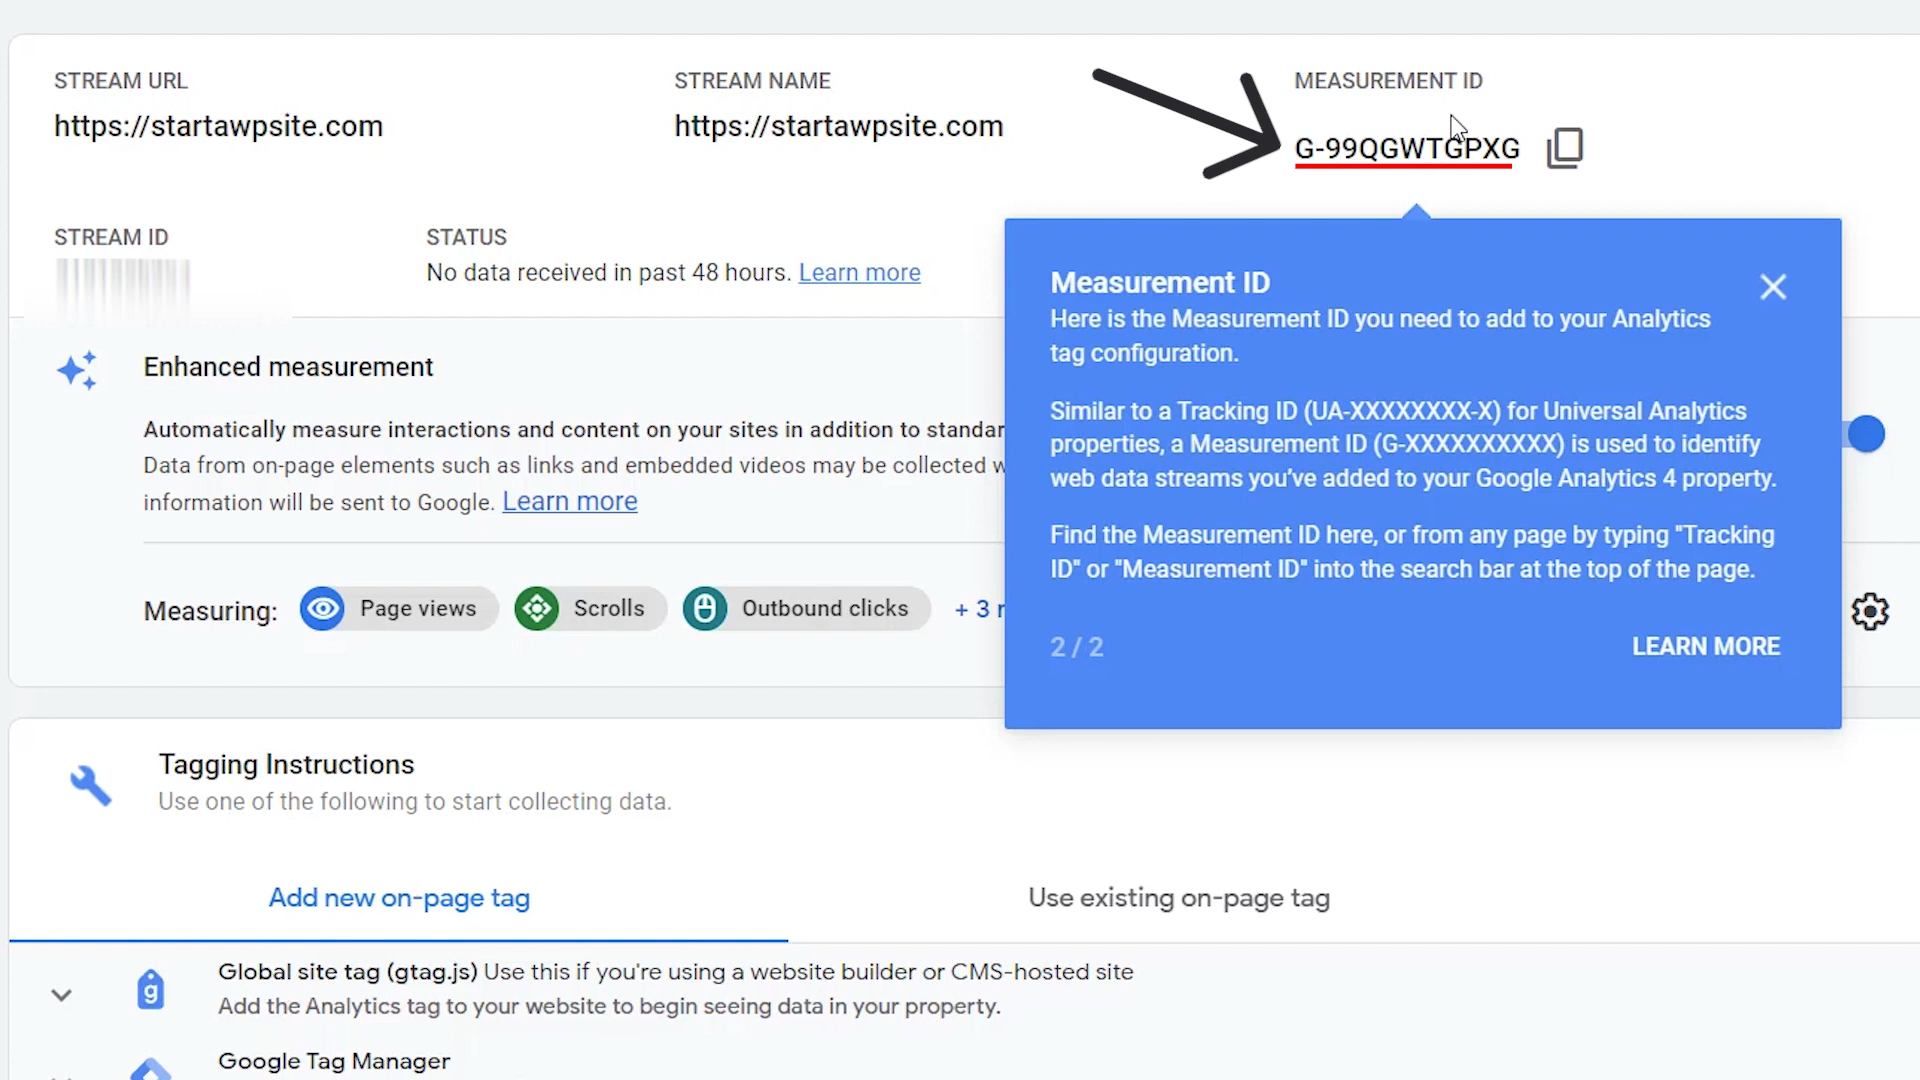 STREAM URL
https://startawpsite.com
STREAM NAME
https://startawpsite.com
MEASUREMENT ID
G-99QGWTGPXG
STREAM ID
STATUS
No data received in past 48 hours. Learn more
Measurement ID
Here is the Measurement ID you need to add to your Analytics
tag configuration.
Similar to a Tracking ID (UA-XXXXXXXX-X) for Universal Analytics
properties, a Measurement ID (G-XXXXXXXXXX) is used to identify
web data streams you’ve added to your Google Analytics 4 property.
Find the Measurement ID here, or from any page by typing "Tracking
ID" or "Measurement ID" into the search bar at the top of the page.
2 / 2
LEARN MORE
Enhanced measurement
Automatically measure interactions and content on your sites in addition to
Data from on-page elements such as links and embedded videos may be collected
information will be sent to Google. Learn more
Measuring:
Page views
Scrolls
Outbound clicks
+ 3
Tagging Instructions
Use one of the following to start collecting data.
Add new on-page tag
Use existing on-page tag
g
Global site tag (gtag.js) Use this if you're using a website builder or CMS-hosted site
Add the Analytics tag to your website to begin seeing data in your property.
Google Tag Manager